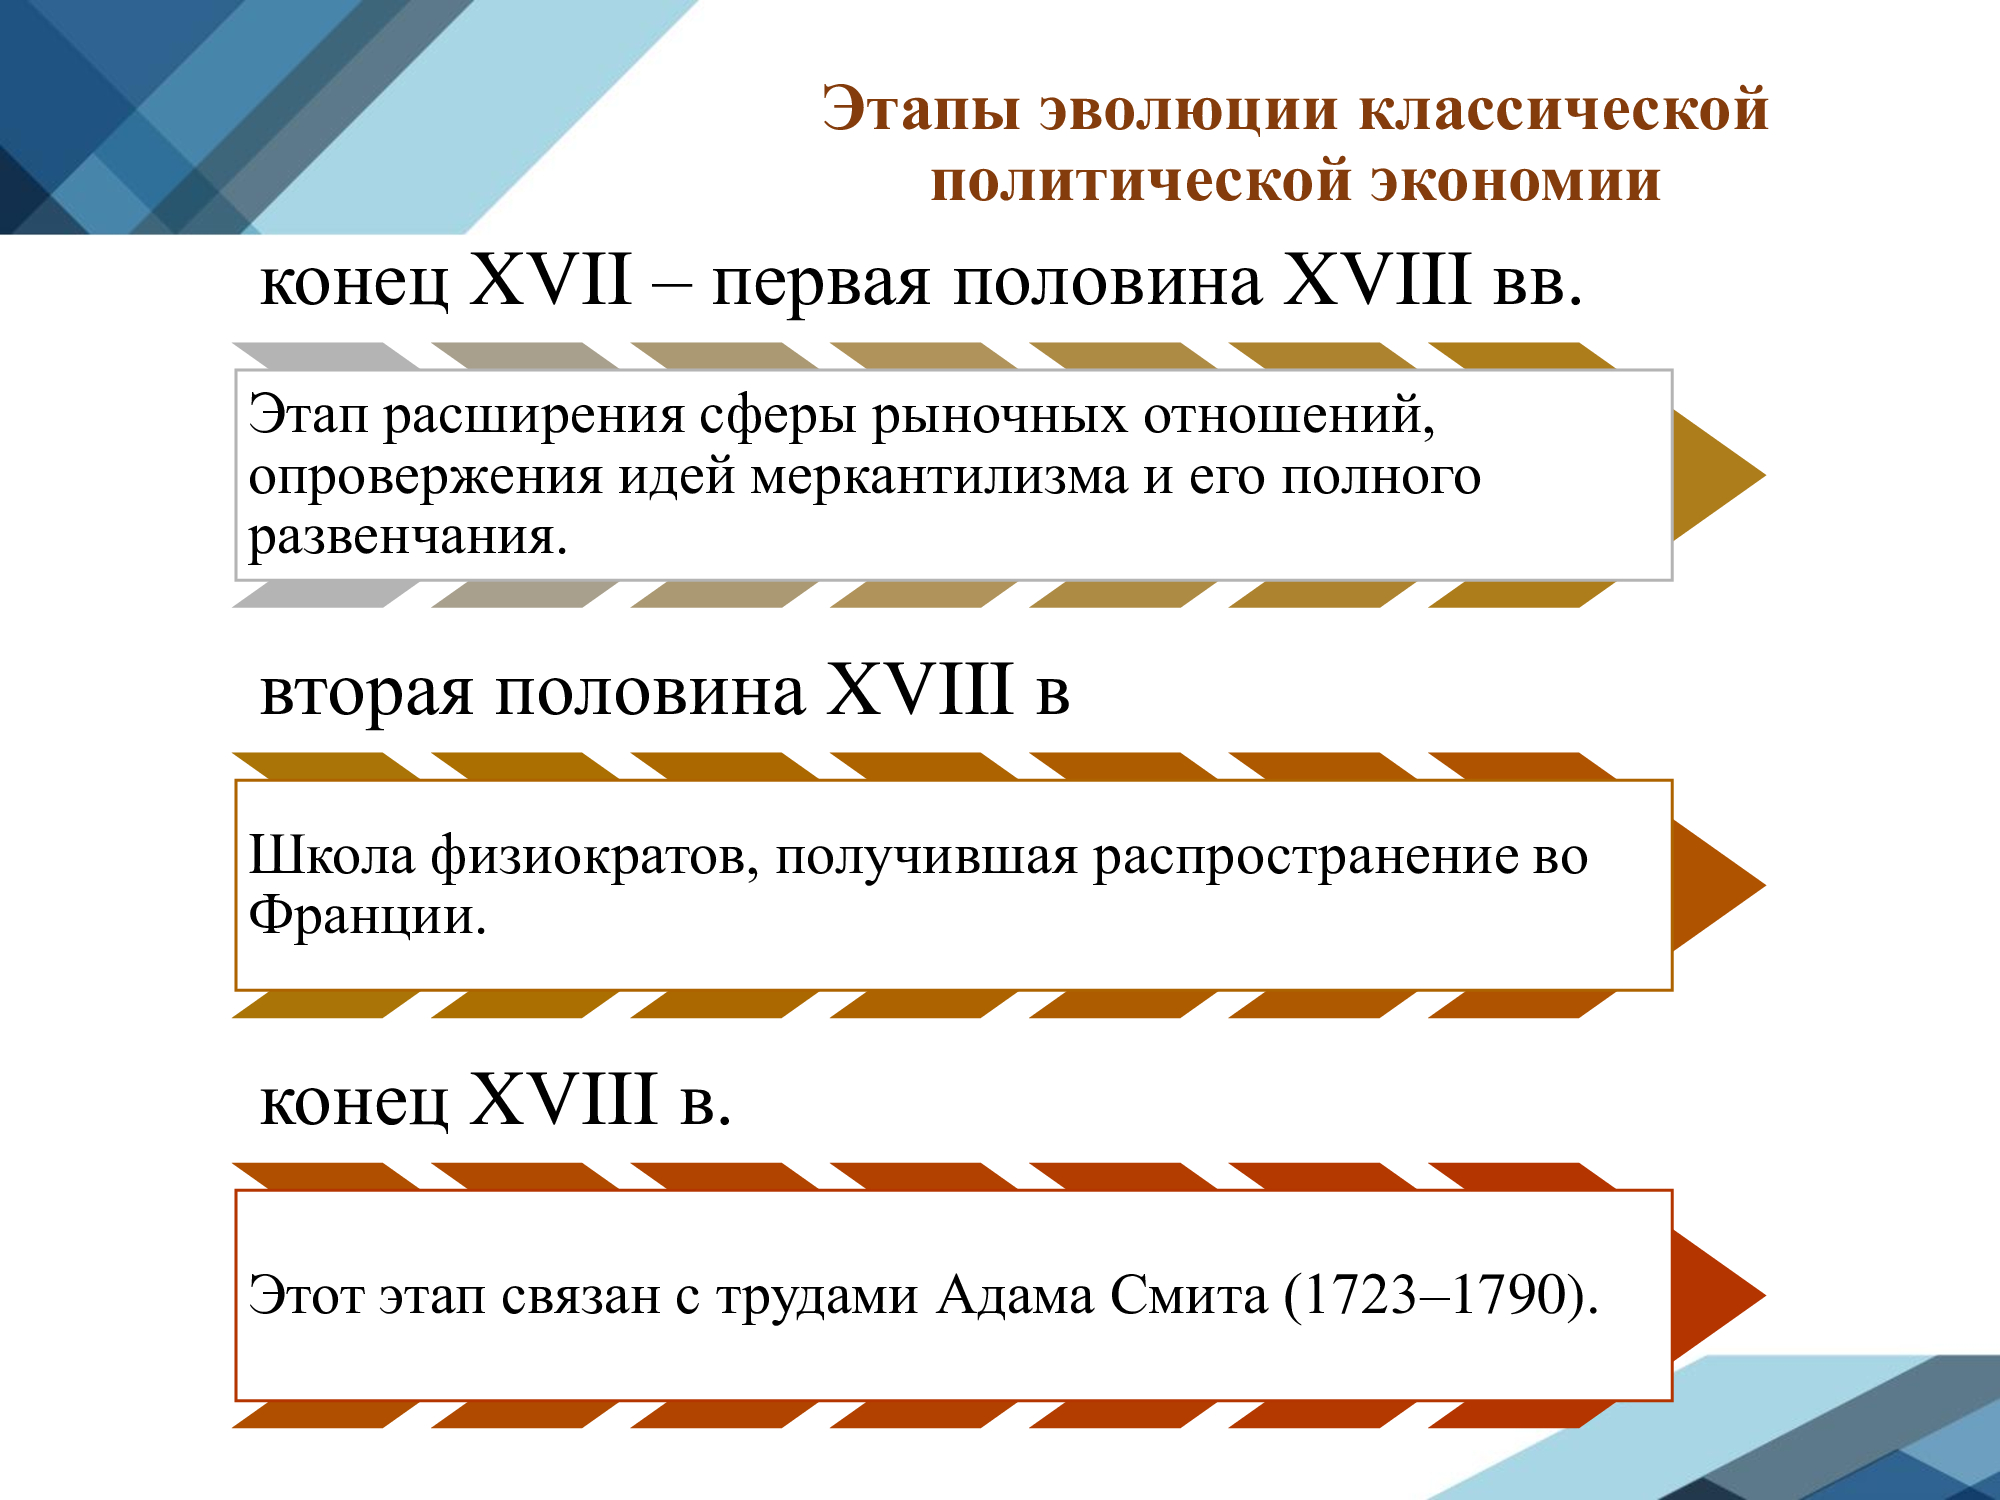 Этапы эволюции классической
политической экономии
конец XVII – первая половина XVIII вв.
Этап расширения сферы рыночных отношений,
опровержения идей меркантилизма и его полного
развенчания.
вторая половина XVIII в
Школа физиократов, получившая распространение во
Франции.
конец XVIII в.
Этот этап связан с трудами Адама Смита (1723–1790).